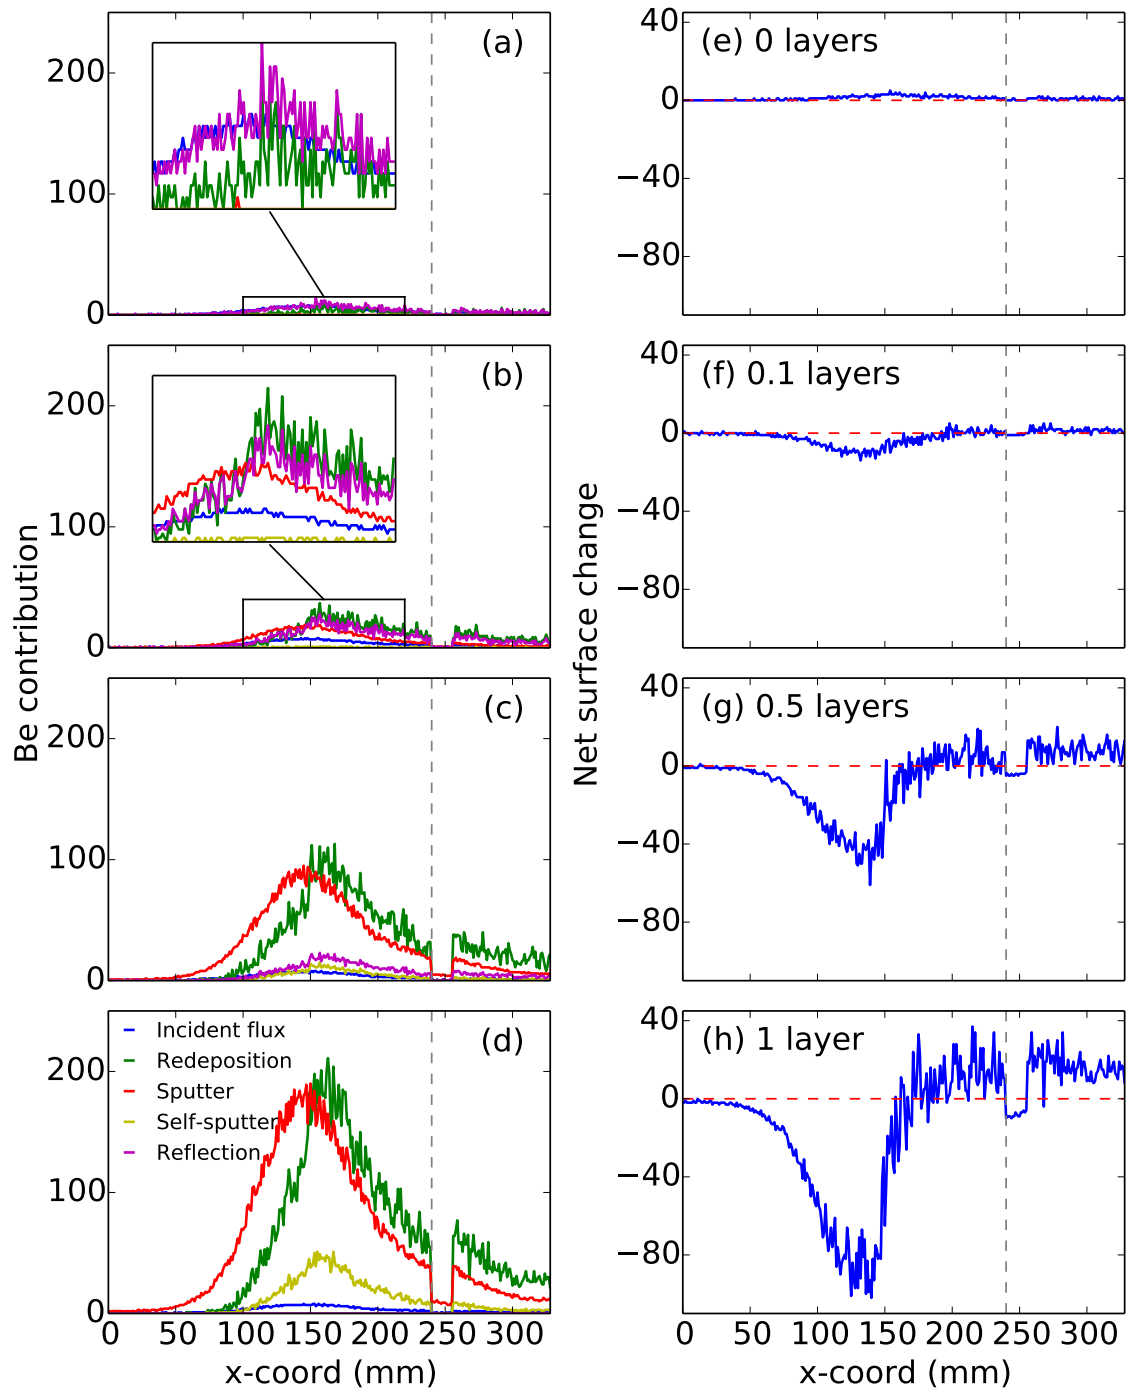 (a)
200
100
0
(b)
200
100
0
Be contribution
(c)
200
100
0
(d)
Incident flux
Redeposition
Sputter
Self-sputter
Reflection
200
100
0
0 50 100 150 200 250 300
x-coord (mm)
(e) 0 layers
40
0
−40
−80
(f) 0.1 layers
40
0
−40
−80
Net surface change
(g) 0.5 layers
40
0
−40
−80
(h) 1 layer
40
0
−40
−80
0 50 100 150 200 250 300
x-coord (mm)